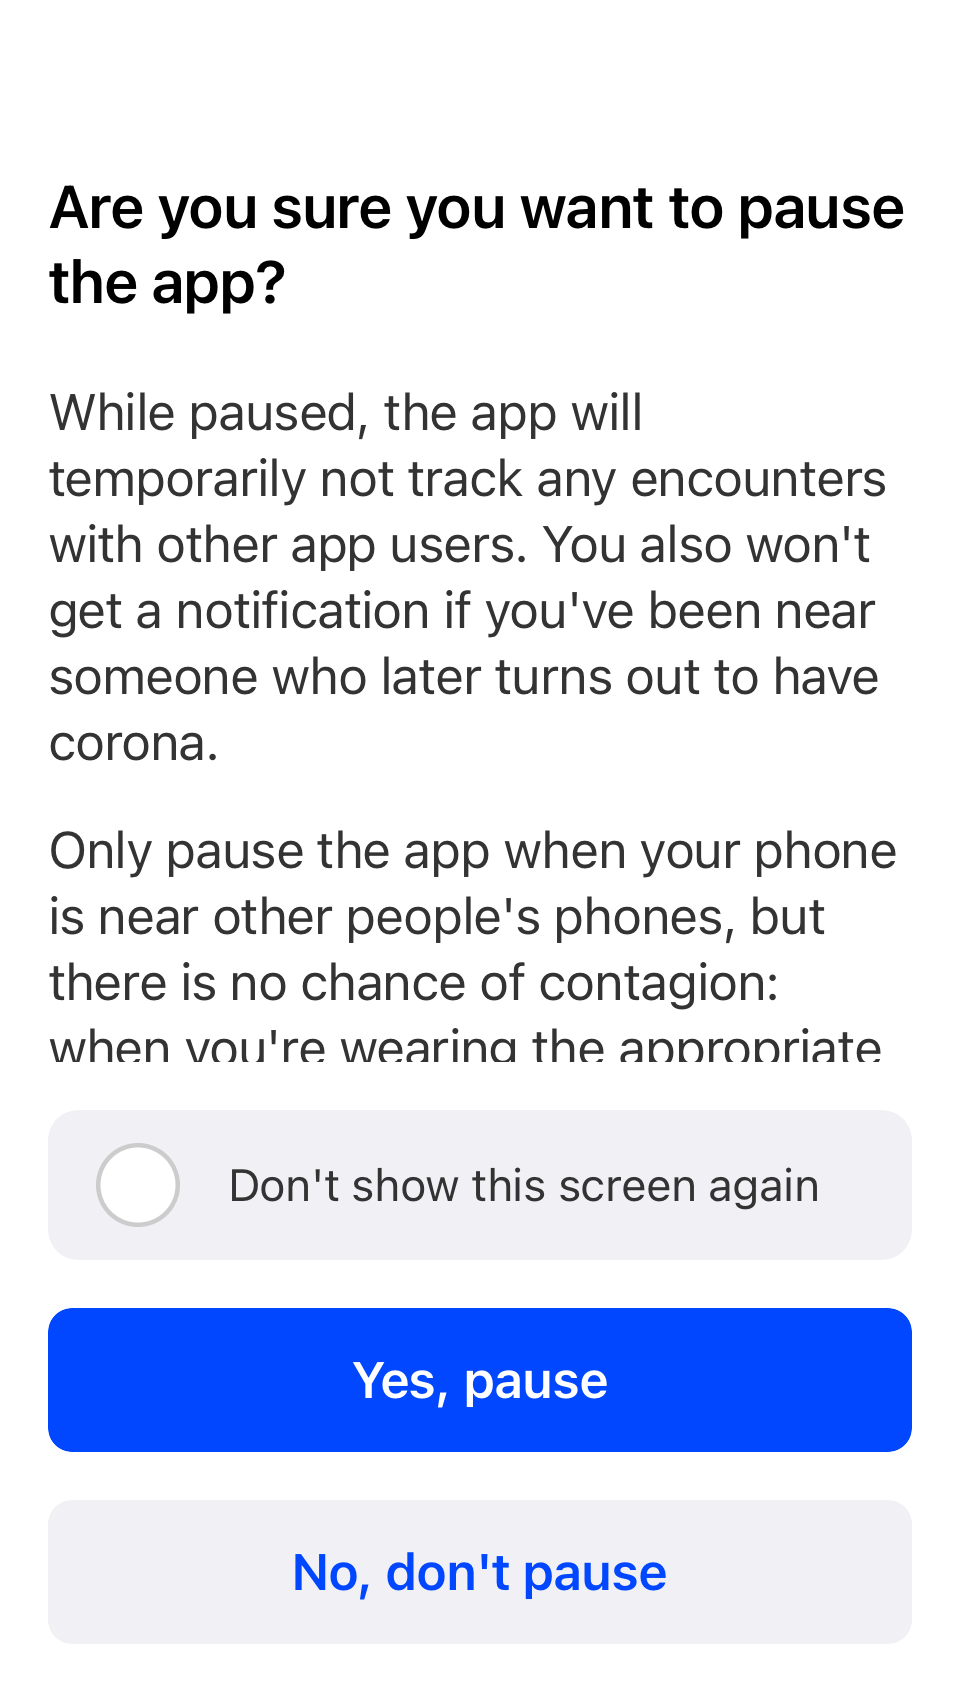 Are you sure you want to pause
the app?
While paused, the app will
temporarily not track any encounters
with other app users. You also won't
get a notification if you've been near
someone who later turns out to have
corona.
Only pause the app when your phone
is near other people's phones, but
there is no chance of contagion:
when you're wearing the appropriate
Don't show this screen again
Yes, pause
No, don't pause